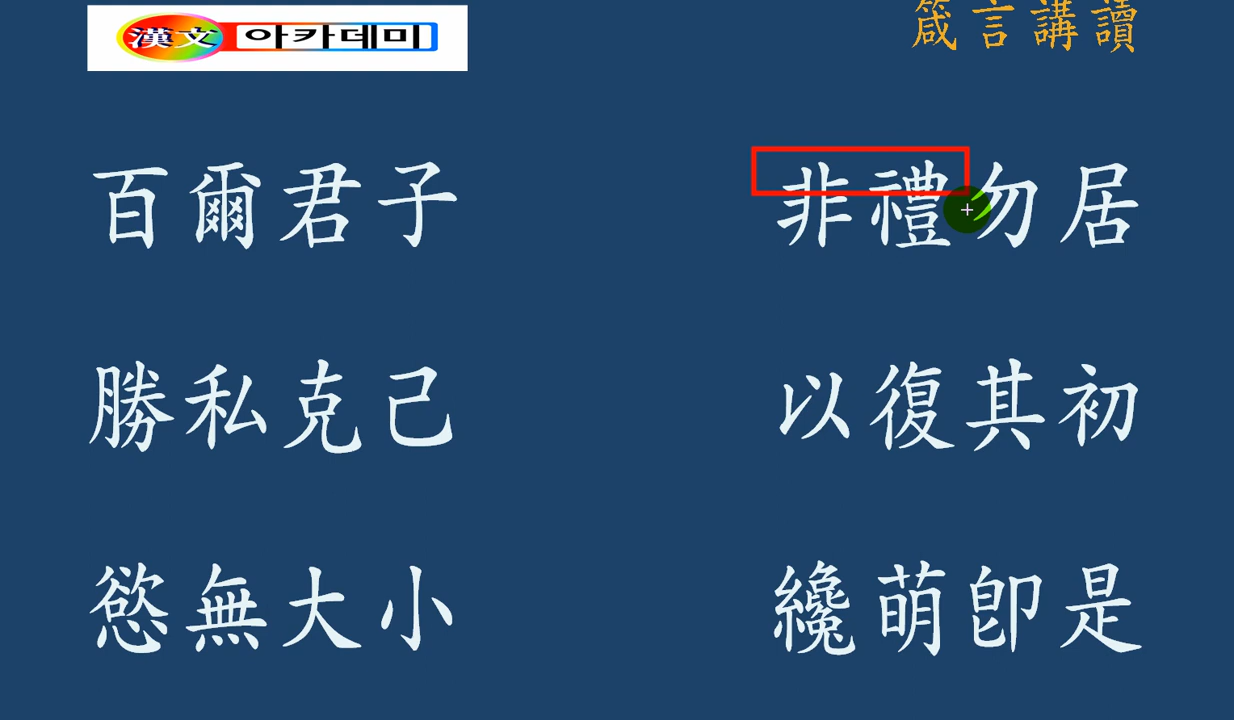 漢文 아카데미
箴言講讀
百爾君子 非禮勿居
勝私克己 以復其初
慾無大小 纔萌卽是